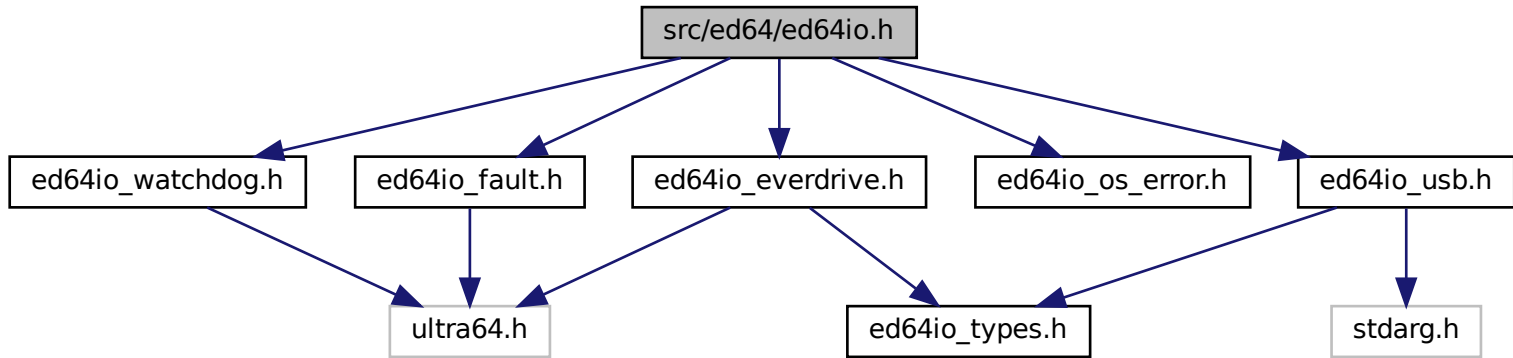 src/ed64/ed64io.h
ed64io_watchdog.h
ed64io_fault.h
ed64io_everdrive.h
ed64io_os_error.h
ed64io_usb.h
ultra64.h
ed64io_types.h
stdarg.h